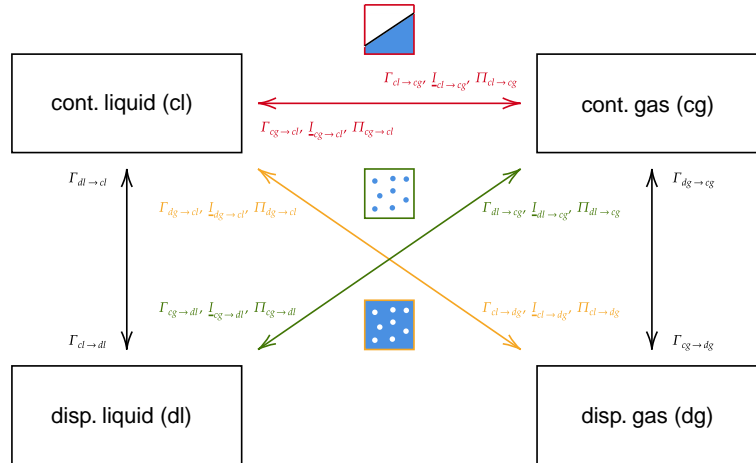 Γcl→cg, Icl→cg, Πcl→cg
cont. liquid (cl)
cont. gas (cg)
Γcg→cl, Icg→cl, Πcg→cl
Γdl→cl
Γdg→cg
Γdg→cl, Idg→cl, Πdg→cl
Γdl→cg, Idl→cg, Πdl→cg
Γcg→dl, Icg→dl, Πcg→dl
Γcl→dg, Icl→dg, Πcl→dg
Γcl→dl
Γcg→dg
disp. liquid (dl)
disp. gas (dg)